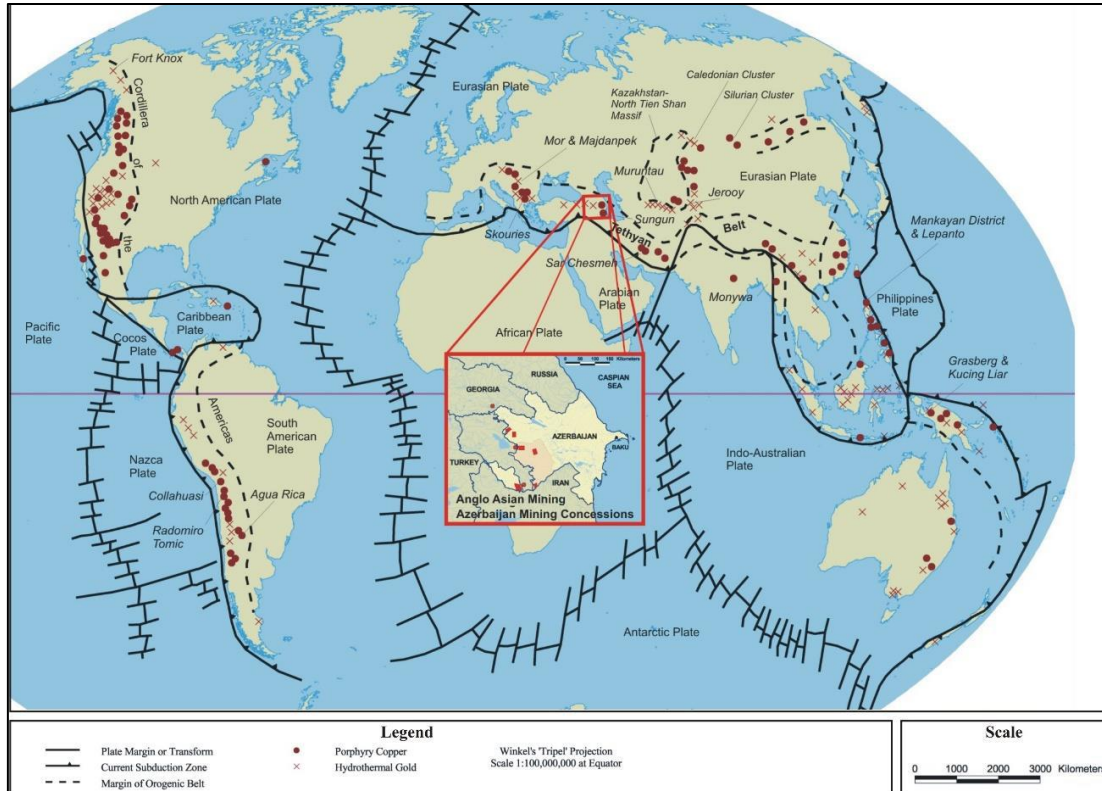 Fort Knox
Cordillera
of
the
North American Plate
Eurasian Plate
Mor & Majdanpek
Kazakhstan-
North Tien Shan
Massif
Caledonian Cluster
Silurian Cluster
Muruntau
Jerooy
Eurasian Plate
Sungun
Skouries
Tethyan
Belt
Mankayan District
& Lepanto
Sar Chesmeh
Arabian
Plate
Monywa
Philippines
Plate
Pacific
Plate
Cocos
Plate
Caribbean
Plate
African Plate
Grasberg &
Kucing Liar
Americas
South
American
Plate
Nazca
Plate
Collahuasi
Agua Rica
Radomiro
Tomic
Indo-Australian
Plate
Antarctic Plate
0 50 100 150 Kilometers
RUSSIA
GEORGIA
CASPIAN
SEA
AZERBAIJAN
BAKU
TURKEY
IRAN
Anglo Asian Mining
Azerbaijan Mining Concessions
Legend
Plate Margin or Transform
Current Subduction Zone
Margin of Orogenic Belt
Porphyry Copper
Hydrothermal Gold
Winkel's 'Tripel' Projection
Scale 1:100,000,000 at Equator
Scale
0 1000 2000 3000 Kilometers